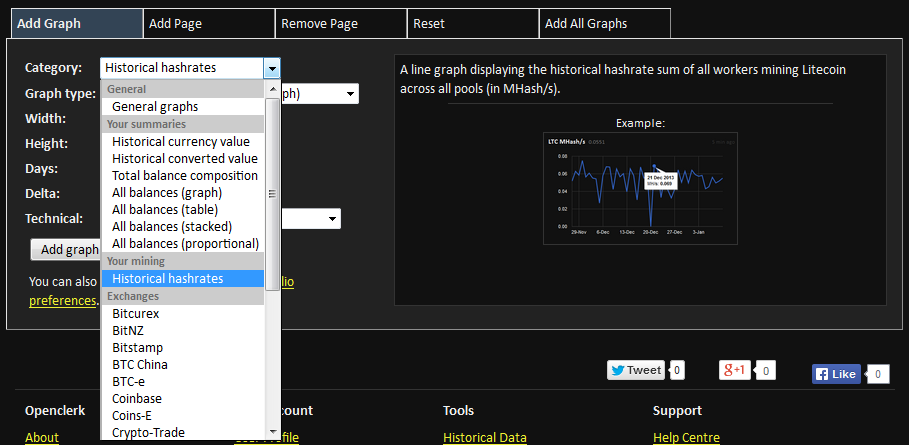 Add Graph
Add Page
Remove Page
Reset
Add All Graphs
Category:
Historical hashrates
Graph type:
ph)
Width:
Height:
Days:
Delta:
Technical:
Add graph
You can also
lio
preferences.
General
General graphs
Your summaries
Historical currency value
Historical converted value
Total balance composition
All balances (graph)
All balances (table)
All balances (stacked)
All balances (proportional)
Your mining
Historical hashrates
Exchanges
Bitcurex
BitNZ
Bitstamp
BTC China
BTC-e
Coinbase
Coins-E
Crypto-Trade
A line graph displaying the historical hashrate sum of all workers mining Litecoin
across all pools (in MHash/s).
Example:
LTC MHash/s 0.0551
0.08
0.06
0.04
0.02
0.00
21 Dec 2013
MH/s: 0.069
29-Nov 6-Dec 13-Dec 20-Dec 27-Dec 3-Jan
Tweet 0
g+1 0
f Like 0
Openclerk
count
Tools
Support
About
file
Historical Data
Help Centre